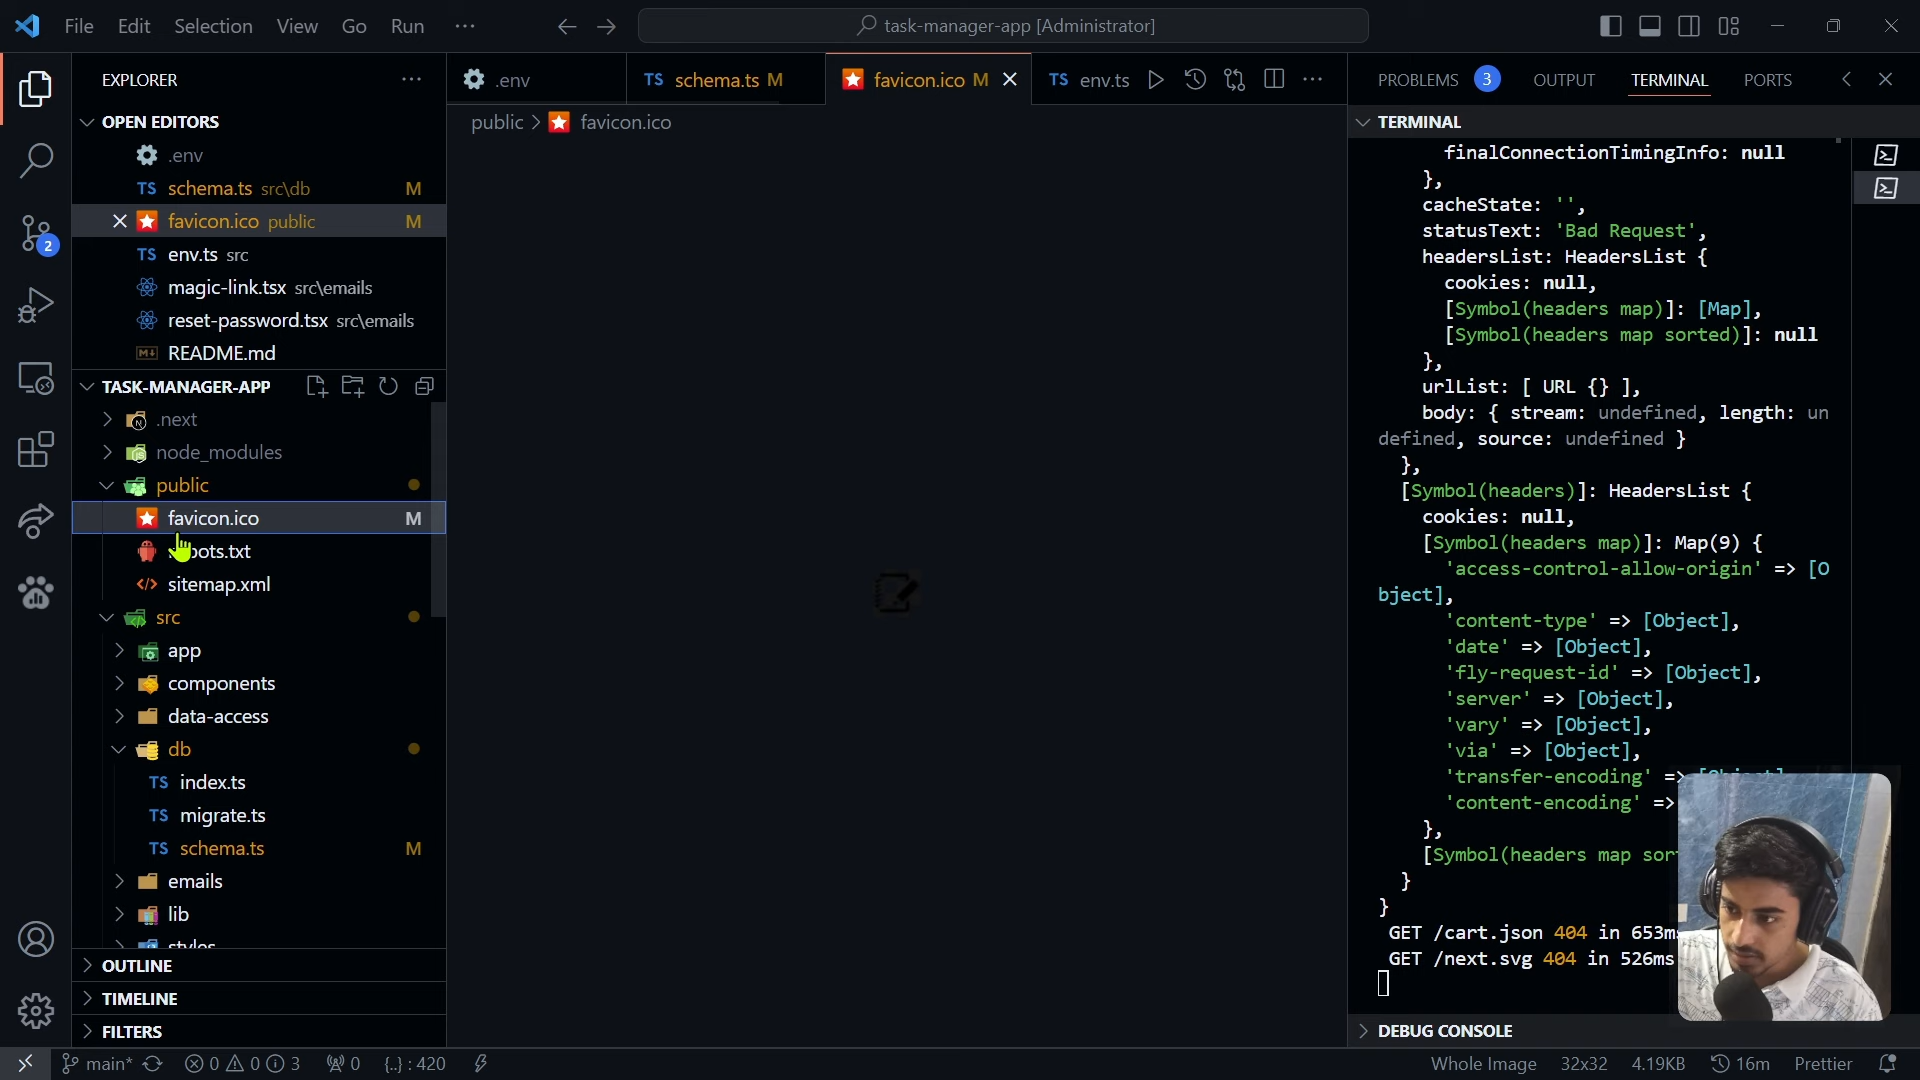 File Edit Selection View Go Run ···
task-manager-app [Administrator]
EXPLORER
OPEN EDITORS
.env
TS schema.ts src\db M
favicon.ico public M
TS env.ts src
magic-link.tsx src\emails
reset-password.tsx src\emails
README.md
TASK-MANAGER-APP
.next
node_modules
public
favicon.ico M
sitemap.xml
src
app
components
data-access
db
TS index.ts
TS migrate.ts
TS schema.ts M
emails
lib
styles
OUTLINE
TIMELINE
FILTERS
.env
TS schema.ts M
favicon.ico M
TS env.ts
public > favicon.ico
PROBLEMS 3 OUTPUT TERMINAL PORTS
TERMINAL
finalConnectionTimingInfo: null
},
cacheState: '',
statusText: 'Bad Request',
headersList: HeadersList {
cookies: null,
[Symbol(headers map)]: [Map],
[Symbol(headers map sorted)]: null
},
urlList: [ URL {} ],
body: { stream: undefined, length: un
defined, source: undefined }
},
[Symbol(headers)]: HeadersList {
cookies: null,
[Symbol(headers map)]: Map(9) {
'access-control-allow-origin' => [O
bject],
'content-type' => [Object],
'date' => [Object],
'fly-request-id' => [Object],
'server' => [Object],
'vary' => [Object],
'via' => [Object],
'transfer-encoding' =>
'content-encoding' =>
},
[Symbol(headers map
}
}
GET /cart.json 404 in 653ms
GET /next.svg 404 in 526ms
DEBUG CONSOLE
2
main* 0 0 3 0 {..} : 420
Whole Image 32x32 4.19KB 16m Prettier